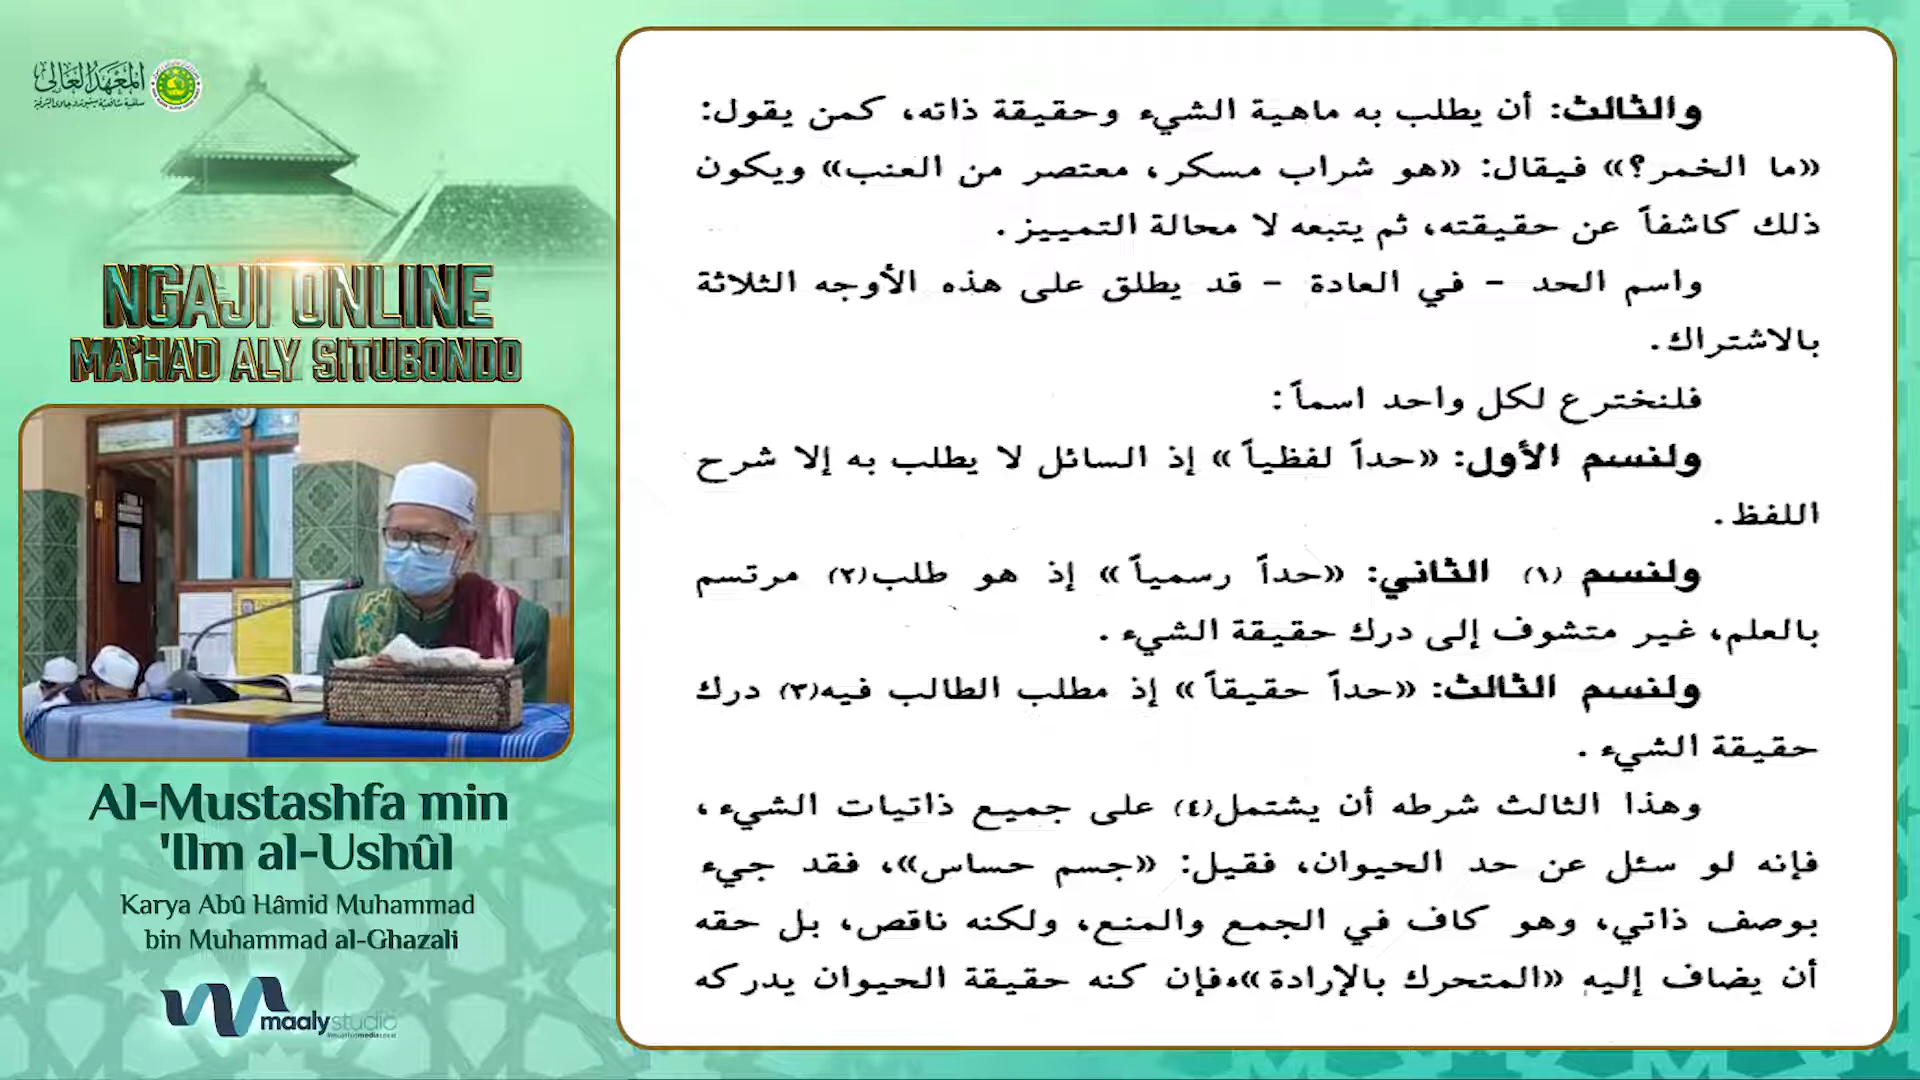 المعهد العالي
NGAJI ONLINE
MA'HAD ALY SITUBONDO
Al-Mustashfa min
'Ilm al-Ushûl
Karya Abû Hâmid Muhammad
bin Muhammad al-Ghazali
maalystudio
والثالث: أن يطلب به ماهية الشيء وحقيقة ذاته، كمن يقول:
«ما الخمر؟» فيقال: «هو شراب مسكر، معتصر من العنب» ويكون
ذلك كاشفاً عن حقيقته، ثم يتبعه لا محالة التمييز.
واسم الحد - في العادة - قد يطلق على هذه الأوجه الثلاثة
بالاشتراك.
فلنخترع لكل واحد اسماً:
ولنسم الأول: «حداً لفظياً» إذ السائل لا يطلب به إلا شرح
اللفظ.
ولنسم (١) الثاني: «حداً رسمياً» إذ هو طلب(٢) مرتسم
بالعلم، غير متشوف إلى درك حقيقة الشيء.
ولنسم الثالث: «حداً حقيقاً» إذ مطلب الطالب فيه(٣) درك
حقيقة الشيء.
وهذا الثالث شرطه أن يشتمل(٤) على جميع ذاتيات الشيء،
فإنه لو سئل عن حد الحيوان، فقيل: «جسم حساس»، فقد جيء
بوصف ذاتي، وهو كاف في الجمع والمنع، ولكنه ناقص، بل حقه
أن يضاف إليه «المتحرك بالإرادة»، فإن كنه حقيقة الحيوان يدركه